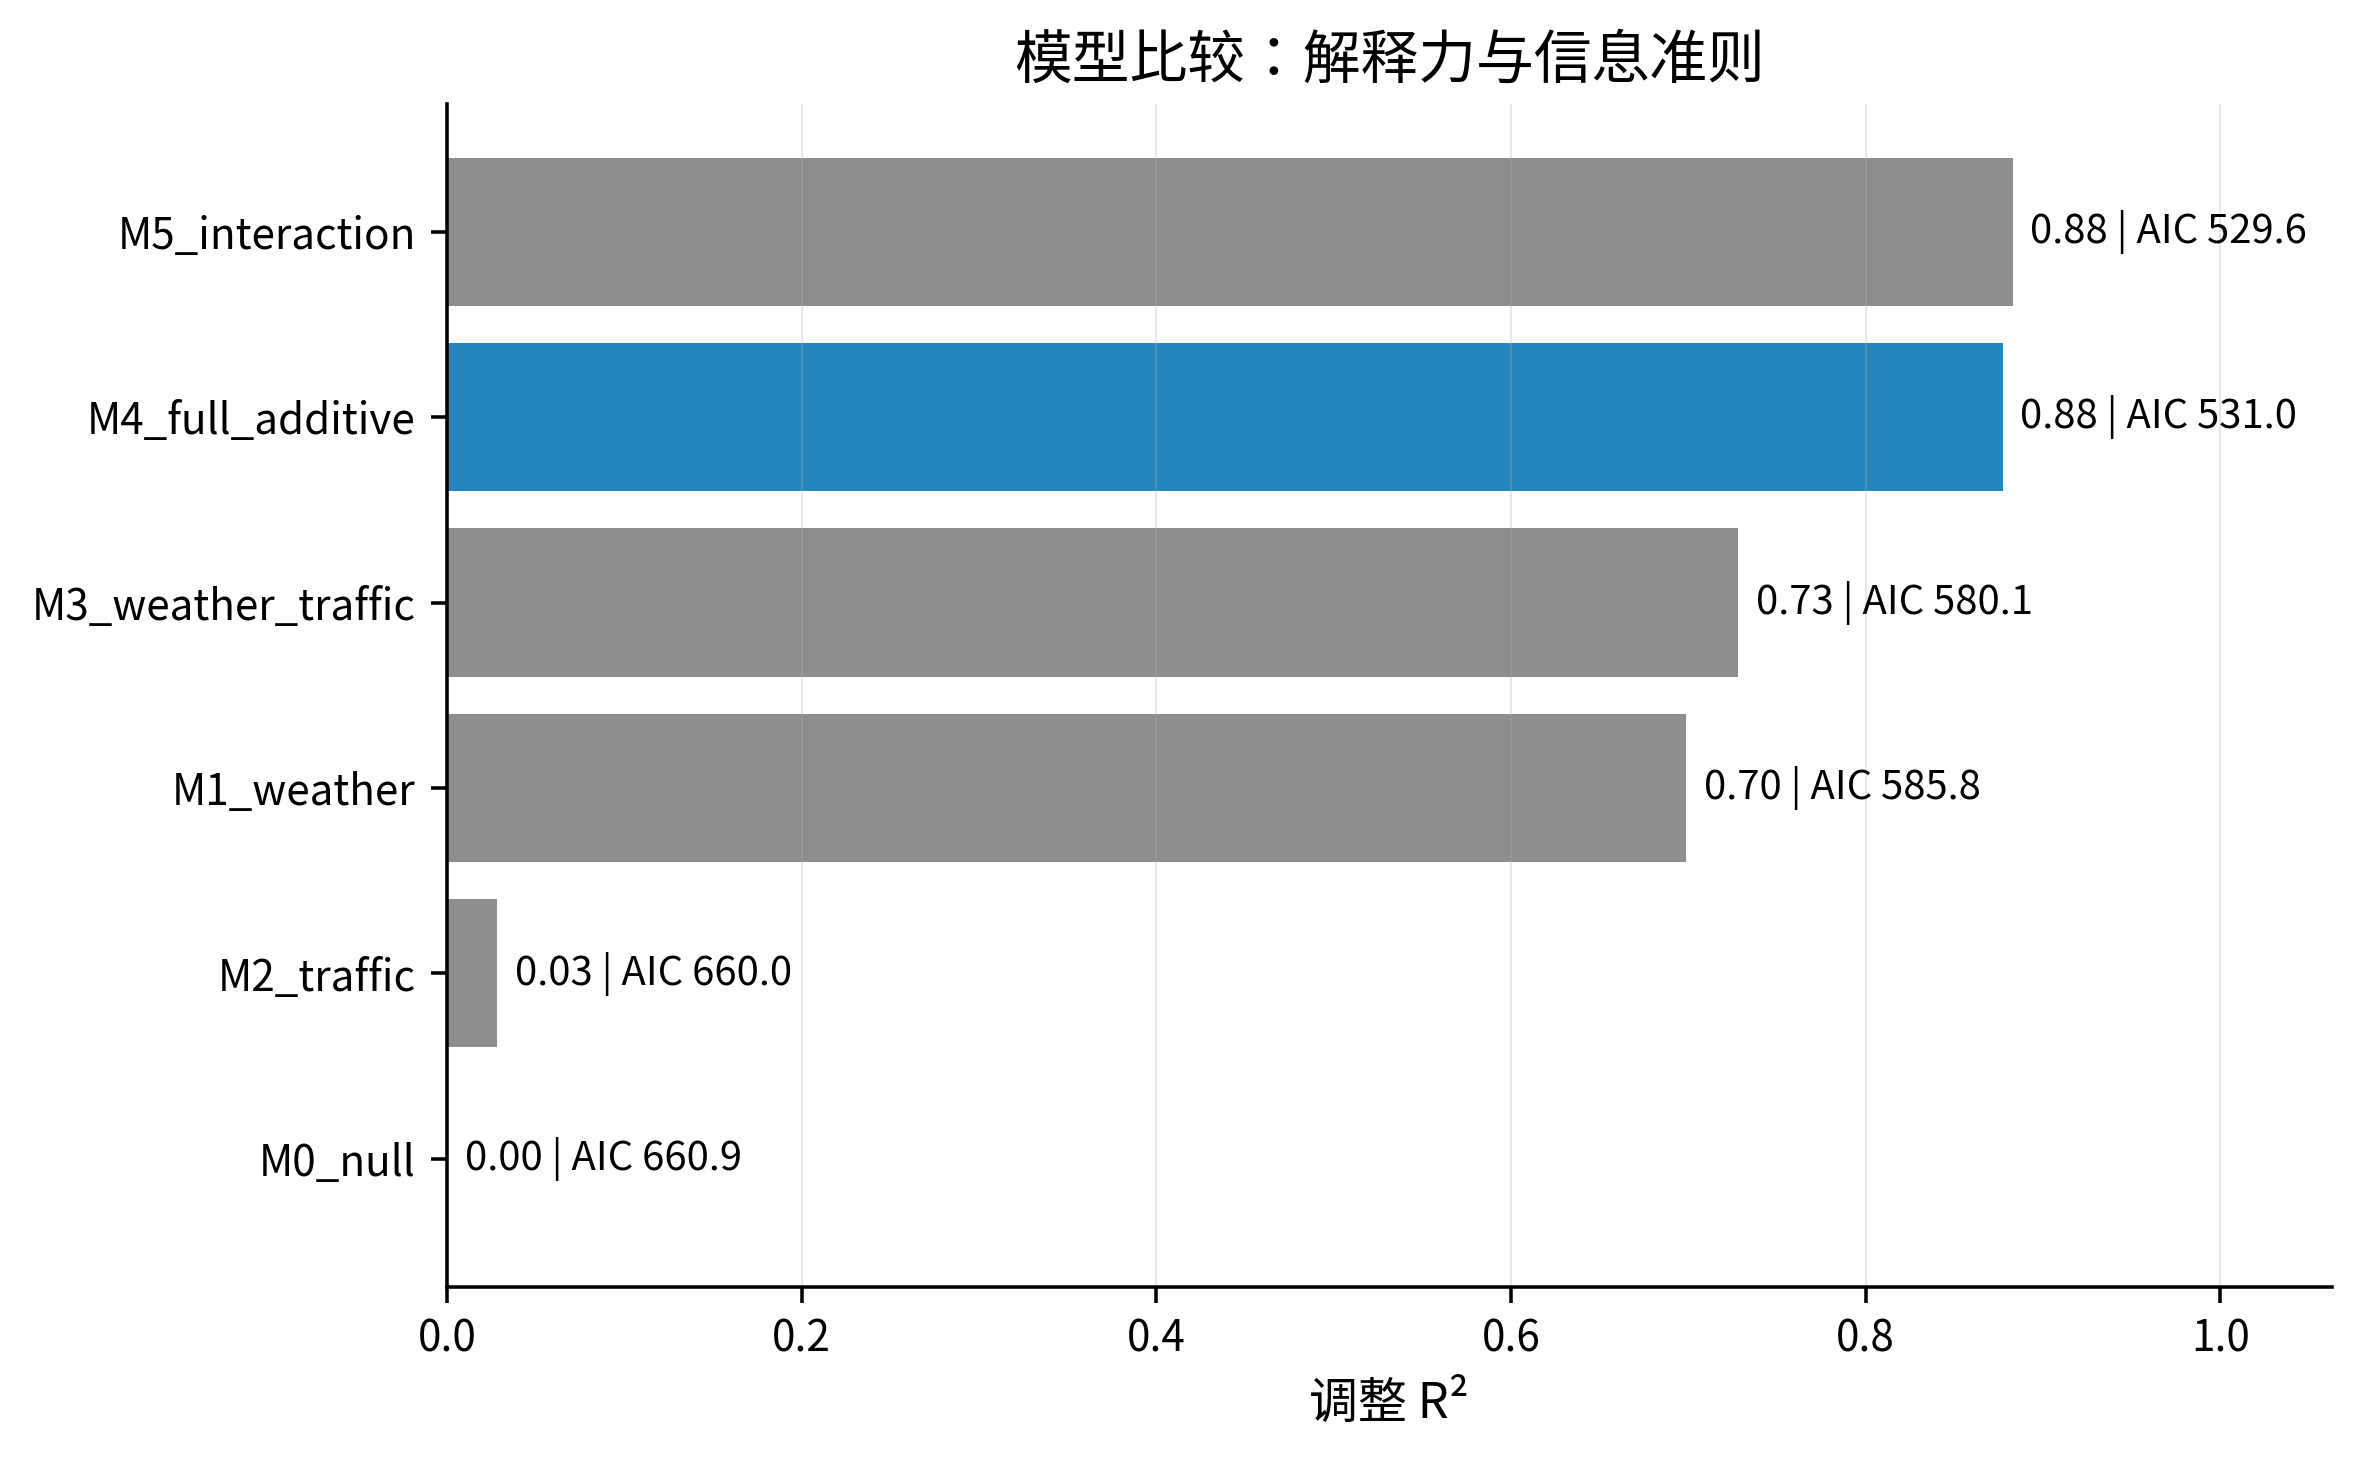 模型比较：解释力与信息准则
M5_interaction
0.88 | AIC 529.6
M4_full_additive
0.88 | AIC 531.0
M3_weather_traffic
0.73 | AIC 580.1
M1_weather
0.70 | AIC 585.8
M2_traffic
0.03 | AIC 660.0
M0_null
0.00 | AIC 660.9
0.0 0.2 0.4 0.6 0.8 1.0
调整 R²